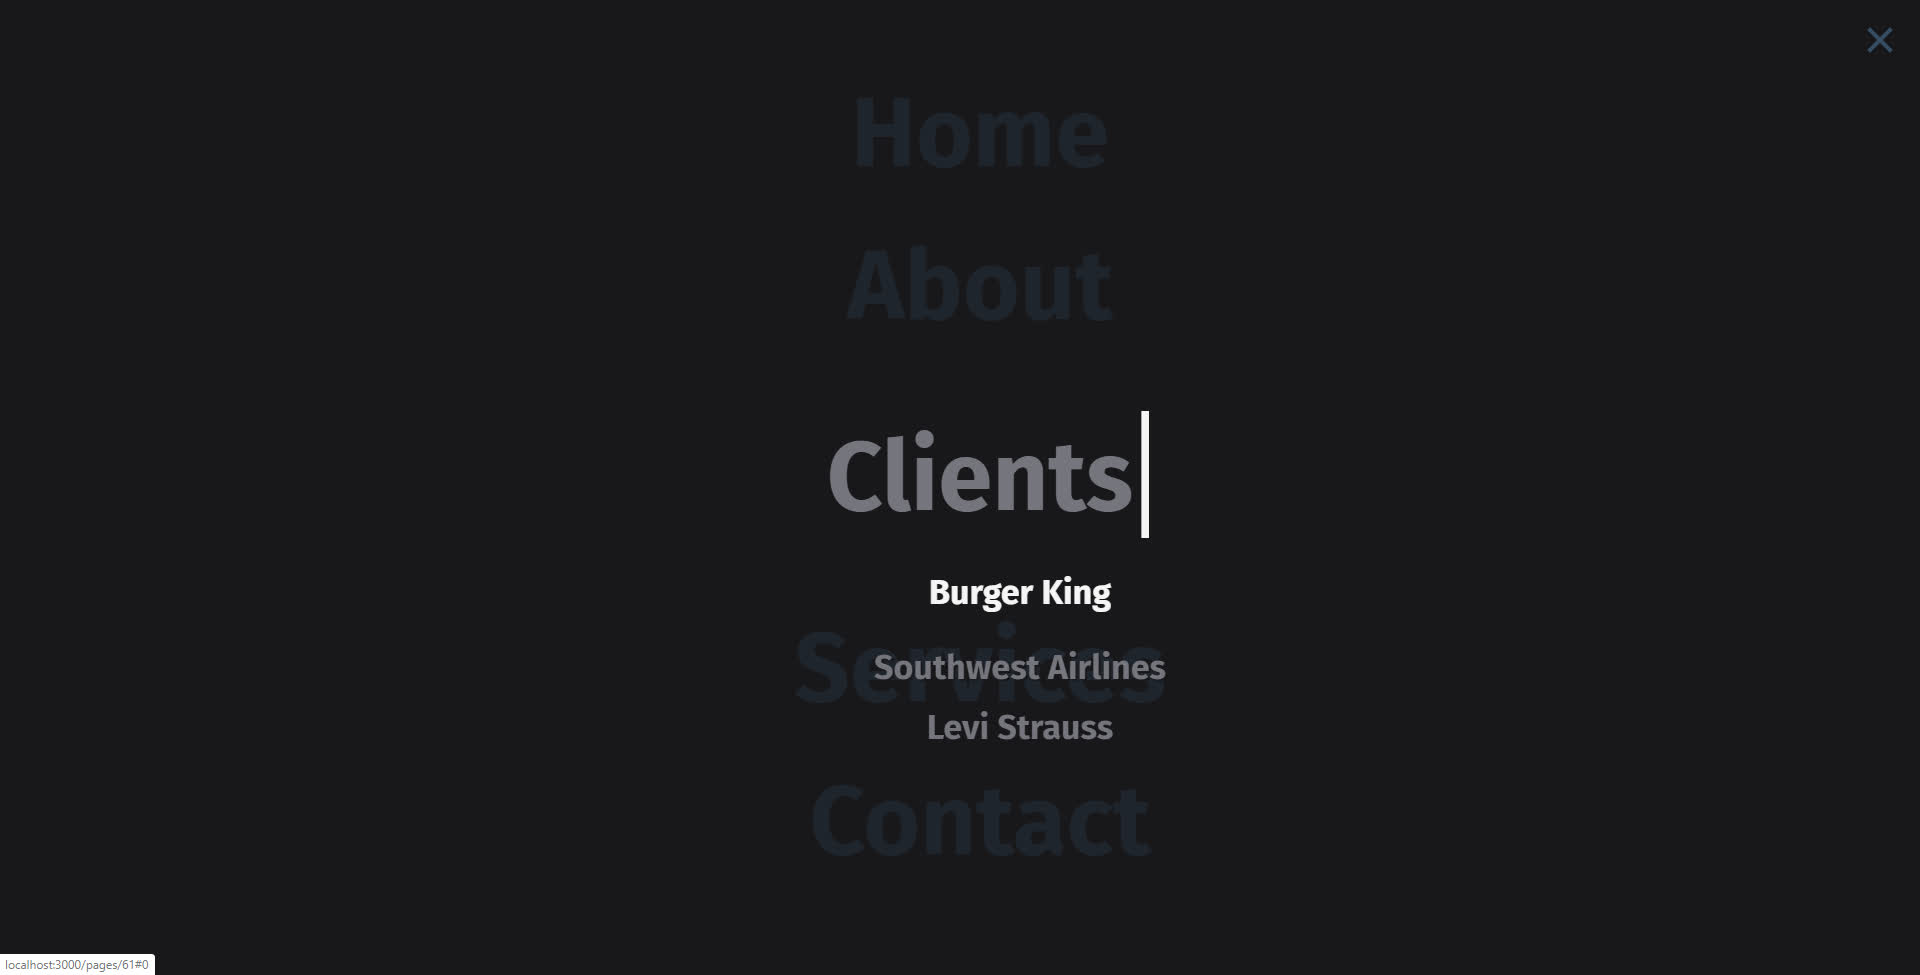 Home
About
Clients
Burger King
Services
Southwest Airlines
Levi Strauss
Contact
localhost:3000/pages/61#0